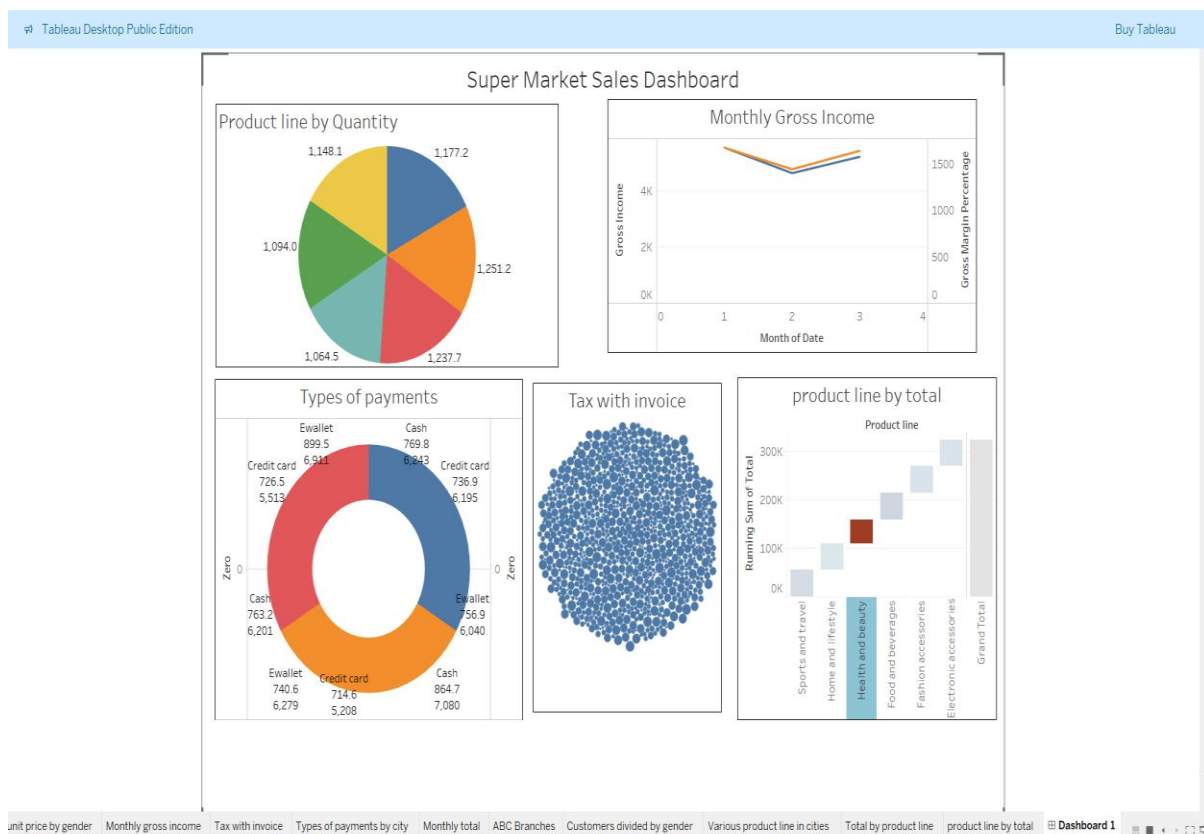 Tableau Desktop Public Edition
Buy Tableau
Super Market Sales Dashboard
Product line by Quantity
1,148.1
1,177.2
1,094.0
1,251.2
1,064.5
1,237.7
Monthly Gross Income
Gross Income
4K
2K
0K
1500
1000
500
0
Gross Margin Percentage
0 1 2 3 4
Month of Date
Types of payments
Ewallet
899.5
6,911
Cash
769.8
6,243
Credit card
726.5
5,513
Credit card
736.9
6,195
Zero
0
0
Zero
Cash
763.2
6,201
Ewallet
756.9
6,040
Ewallet
740.6
6,279
Credit card
714.6
5,208
Cash
864.7
7,080
Tax with invoice
product line by total
Product line
Running Sum of Total
300K
200K
100K
0K
Sports and travel
Home and lifestyle
Health and beauty
Food and beverages
Fashion accessories
Electronic accessories
Grand Total
unit price by gender Monthly gross income Tax with invoice Types of payments by city Monthly total ABC Branches Customers divided by gender Various product line in cities Total by product line product line by total Dashboard 1